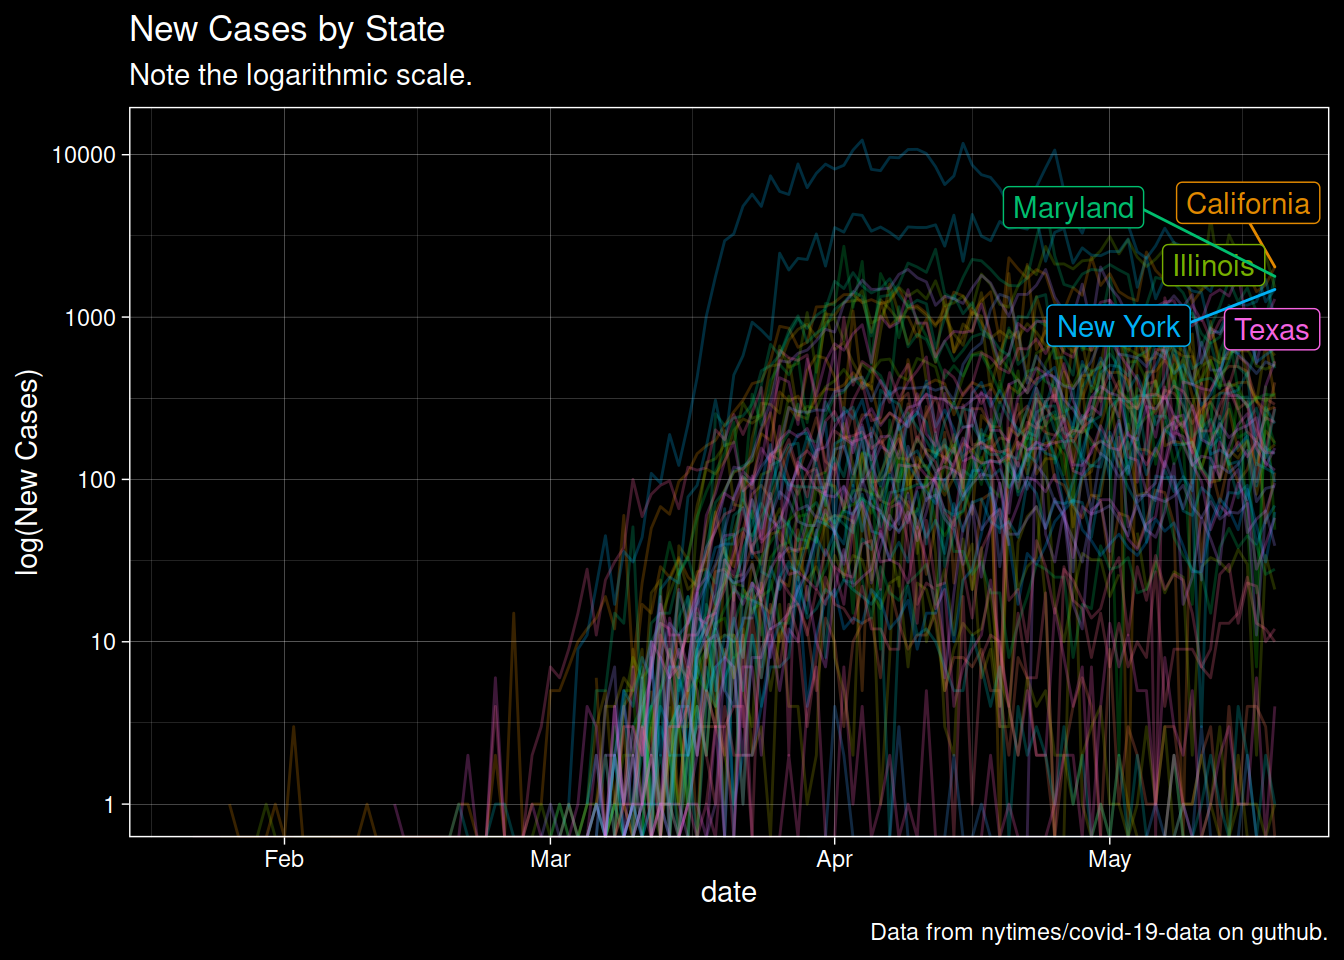 New Cases by State
Note the logarithmic scale.
10000
1000
100
10
1
log(New Cases)
Maryland
California
Illinois
New York
Texas
Feb
Mar
Apr
May
date
Data from nytimes/covid-19-data on guthub.